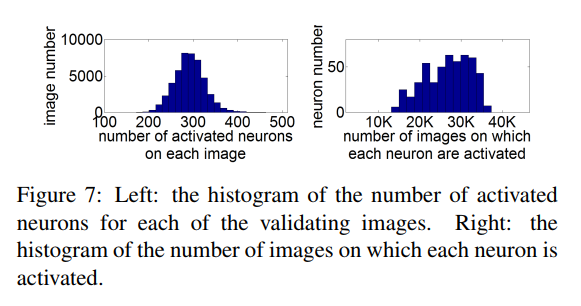 image number
10000
5000
0
100 200 300 400 500
number of activated neurons
on each image
neuron number
50
0
10K 20K 30K 40K
number of images on which
each neuron are activated
Figure 7: Left: the histogram of the number of activated
neurons for each of the validating images. Right: the
histogram of the number of images on which each neuron is
activated.